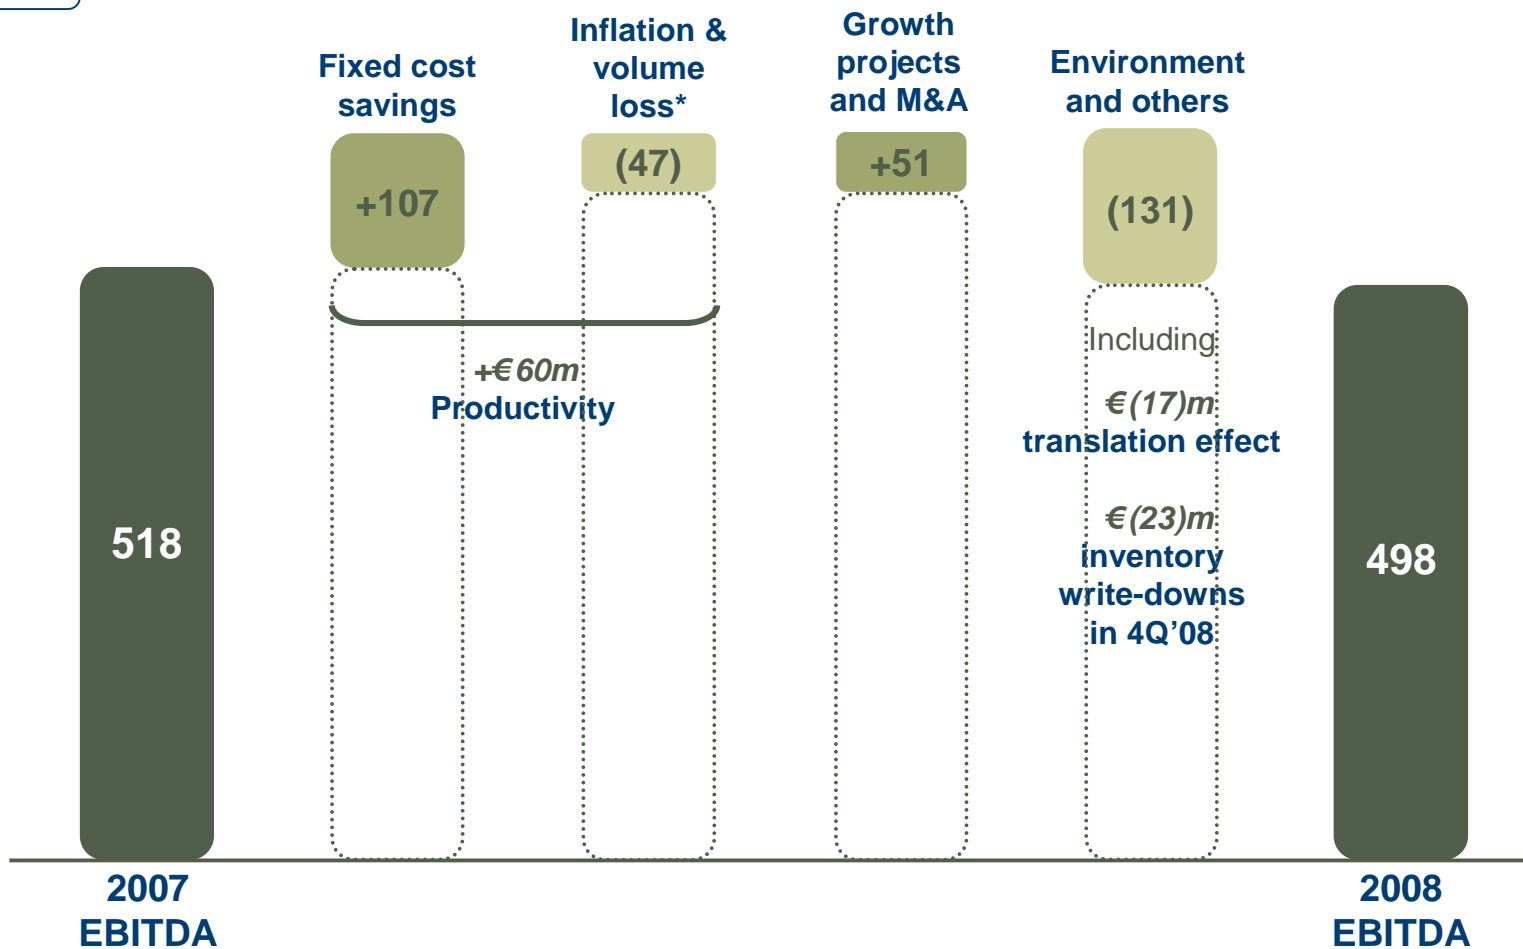 Fixed cost
savings
+107
Inflation &
volume
loss*
(47)
+€60m
Productivity
Growth
projects
and M&A
+51
Environment
and others
(131)
Including
€(17)m
translation effect
€(23)m
inventory
write-downs
in 4Q’08
518
2007
EBITDA
498
2008
EBITDA